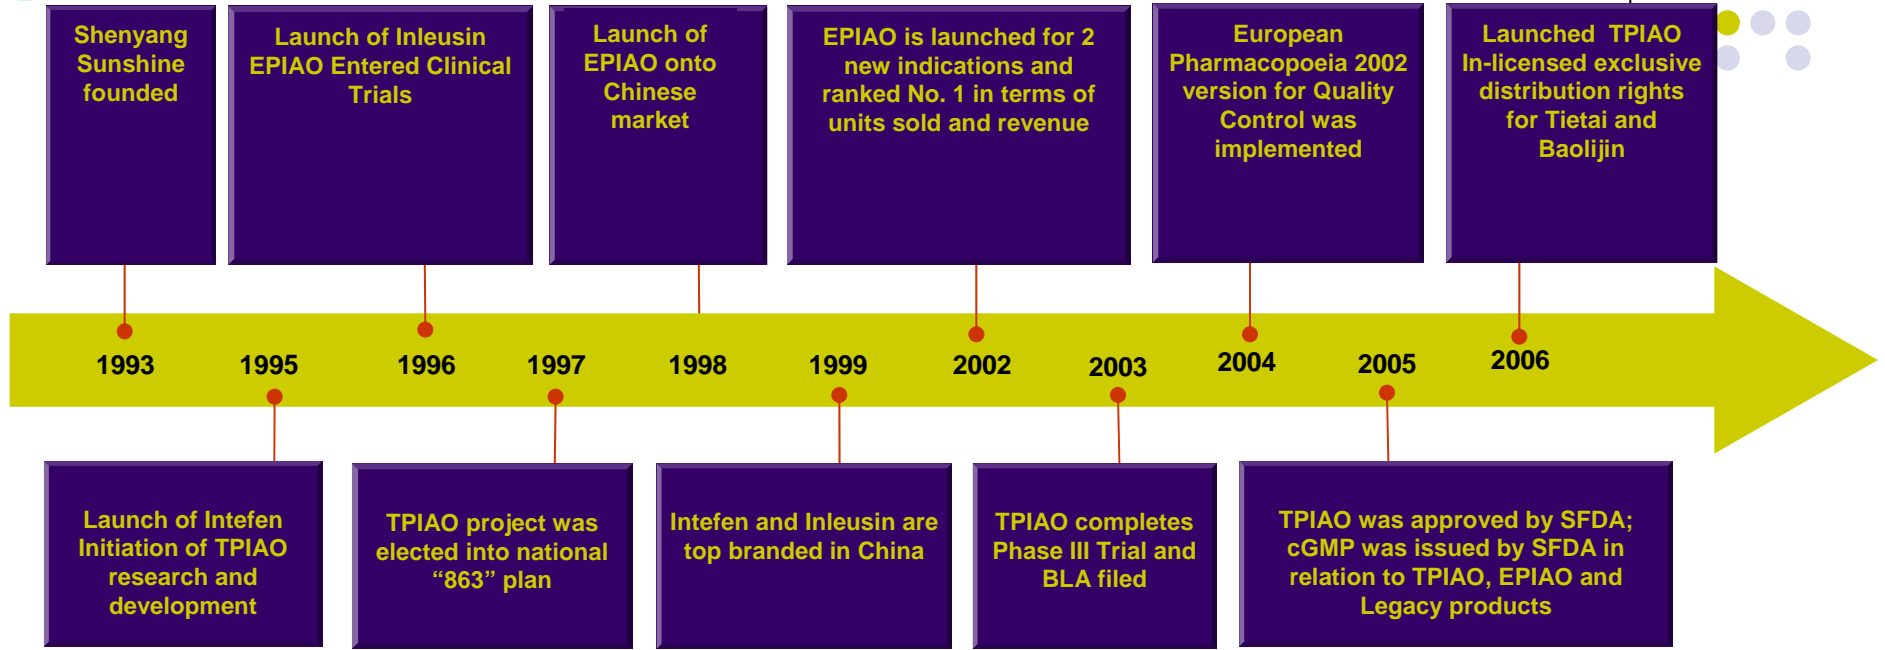 Shenyang
Sunshine
founded
Launch of Inleusin
EPIAO Entered Clinical
Trials
Launch of
EPIAO onto
Chinese
market
EPIAO is launched for 2
new indications and
ranked No. 1 in terms of
units sold and revenue
European
Pharmacopoeia 2002
version for Quality
Control was
implemented
Launched TPIAO
In-licensed exclusive
distribution rights
for Tietai and
Baolijin
1993
1995
1996
1997
1998
1999
2002
2003
2004
2005
2006
Launch of Intefen
Initiation of TPIAO
research and
development
TPIAO project was
elected into national
“863” plan
Intefen and Inleusin are
top branded in China
TPIAO completes
Phase III Trial and
BLA filed
TPIAO was approved by SFDA;
cGMP was issued by SFDA in
relation to TPIAO, EPIAO and
Legacy products